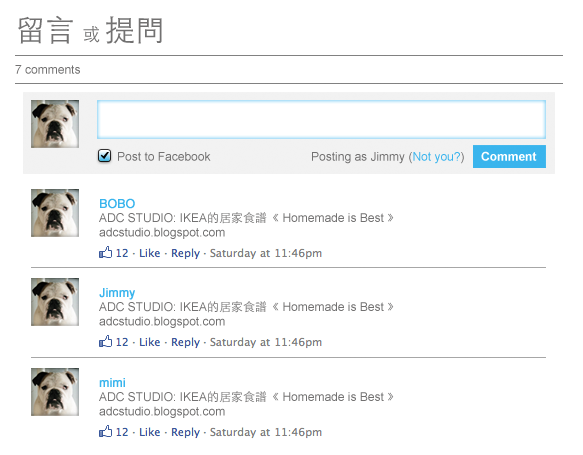 留言 或 提問
7 comments
Post to Facebook
Posting as Jimmy (Not you?)
Comment
BOBO
ADC STUDIO: IKEA的居家食譜《 Homemade is Best 》
adcstudio.blogspot.com
12 · Like · Reply · Saturday at 11:46pm
Jimmy
ADC STUDIO: IKEA的居家食譜《 Homemade is Best 》
adcstudio.blogspot.com
12 · Like · Reply · Saturday at 11:46pm
mimi
ADC STUDIO: IKEA的居家食譜《 Homemade is Best 》
adcstudio.blogspot.com
12 · Like · Reply · Saturday at 11:46pm